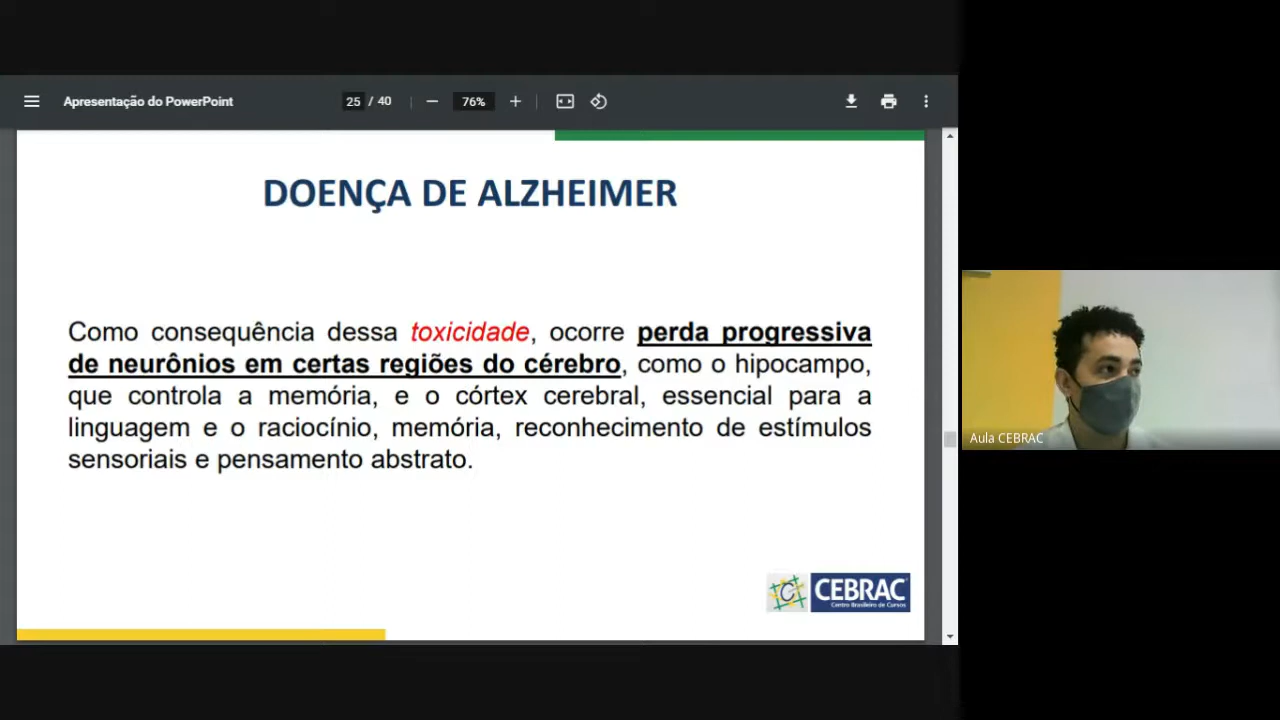 Apresentação do PowerPoint
25 / 40
76%
DOENÇA DE ALZHEIMER
Como consequência dessa toxicidade, ocorre perda progressiva
de neurônios em certas regiões do cérebro, como o hipocampo,
que controla a memória, e o córtex cerebral, essencial para a
linguagem e o raciocínio, memória, reconhecimento de estímulos
sensoriais e pensamento abstrato.
C CEBRAC
Centro Brasileiro de Cursos
Aula CEBRAC